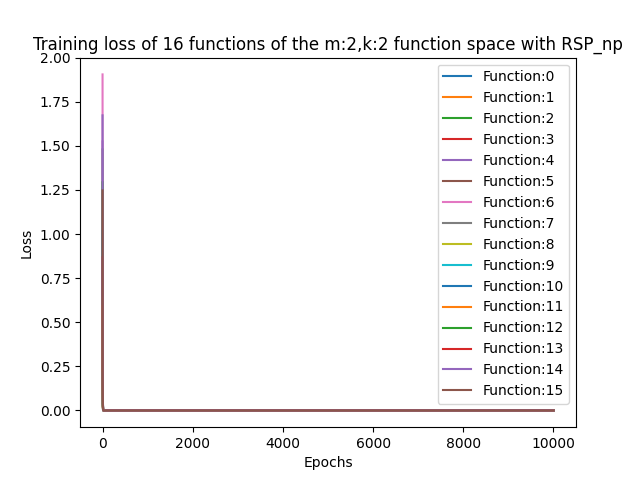 Training loss of 16 functions of the m:2,k:2 function space with RSP_np
2.00
1.75
1.50
1.25
1.00
0.75
0.50
0.25
0.00
Loss
0
2000
4000
6000
8000
10000
Epochs
Function:0
Function:1
Function:2
Function:3
Function:4
Function:5
Function:6
Function:7
Function:8
Function:9
Function:10
Function:11
Function:12
Function:13
Function:14
Function:15